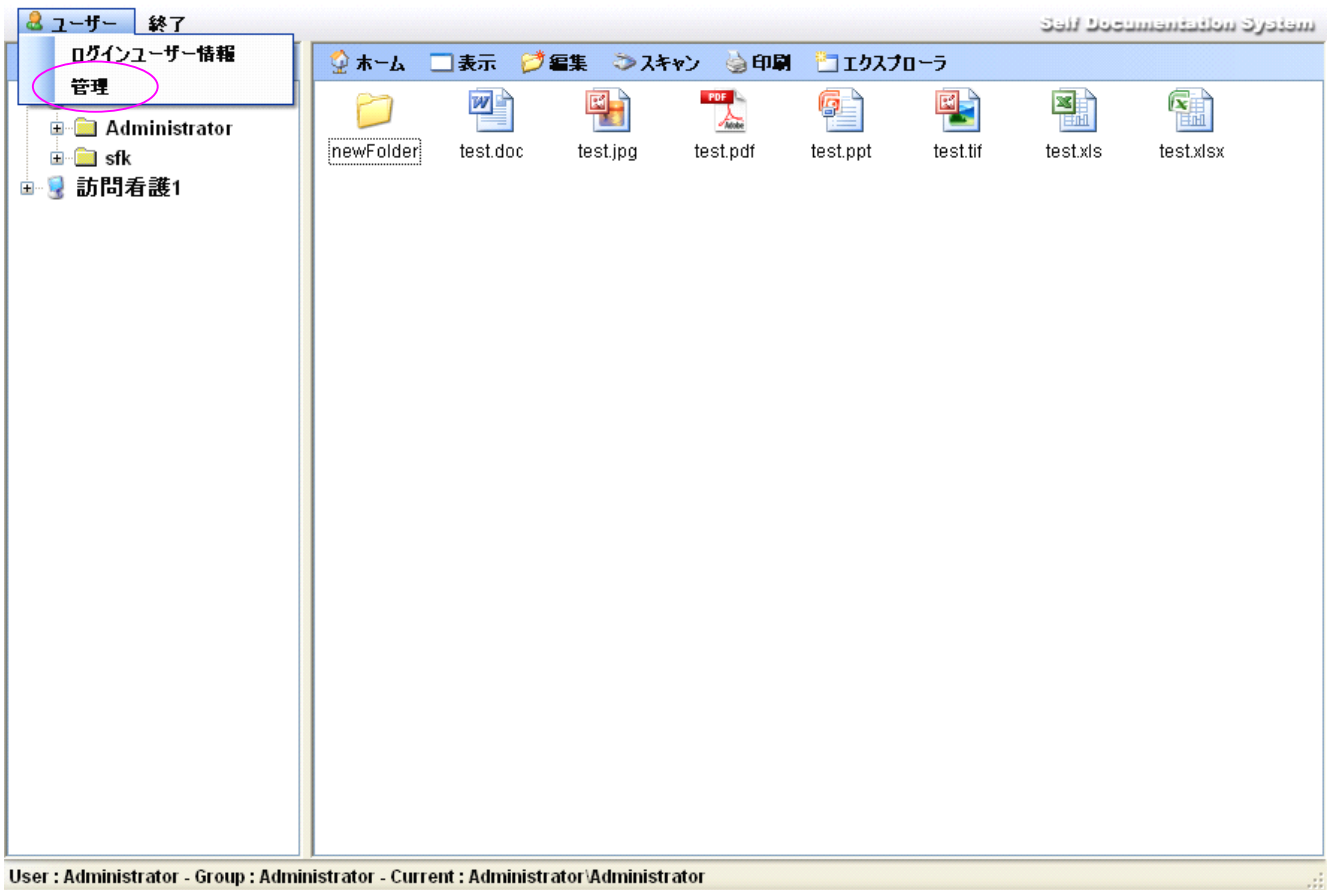 ユーザー 終了 Self Documentation System
ログインユーザー情報
管理
ホーム 表示 編集 スキャン 印刷 エクスプローラ
Administrator
sfk
訪問看護1
newFolder test.doc test.jpg test.pdf test.ppt test.tif test.xls test.xlsx
PDF
Adobe
User : Administrator - Group : Administrator - Current : Administrator\Administrator